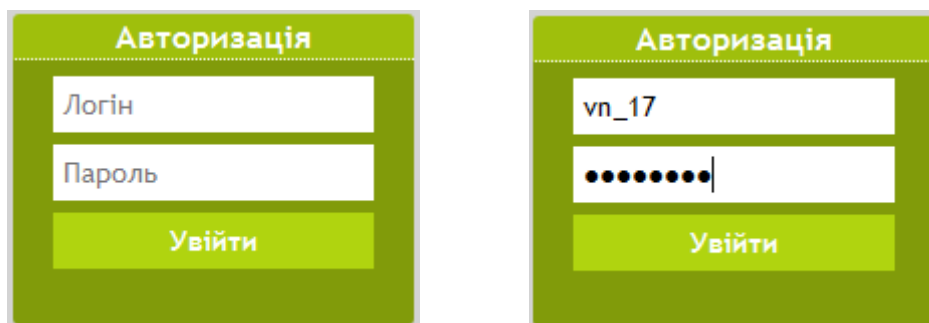 Авторизація
Логін
Пароль
Увійти
Авторизація
vn_17
●●●●●●●●
Увійти